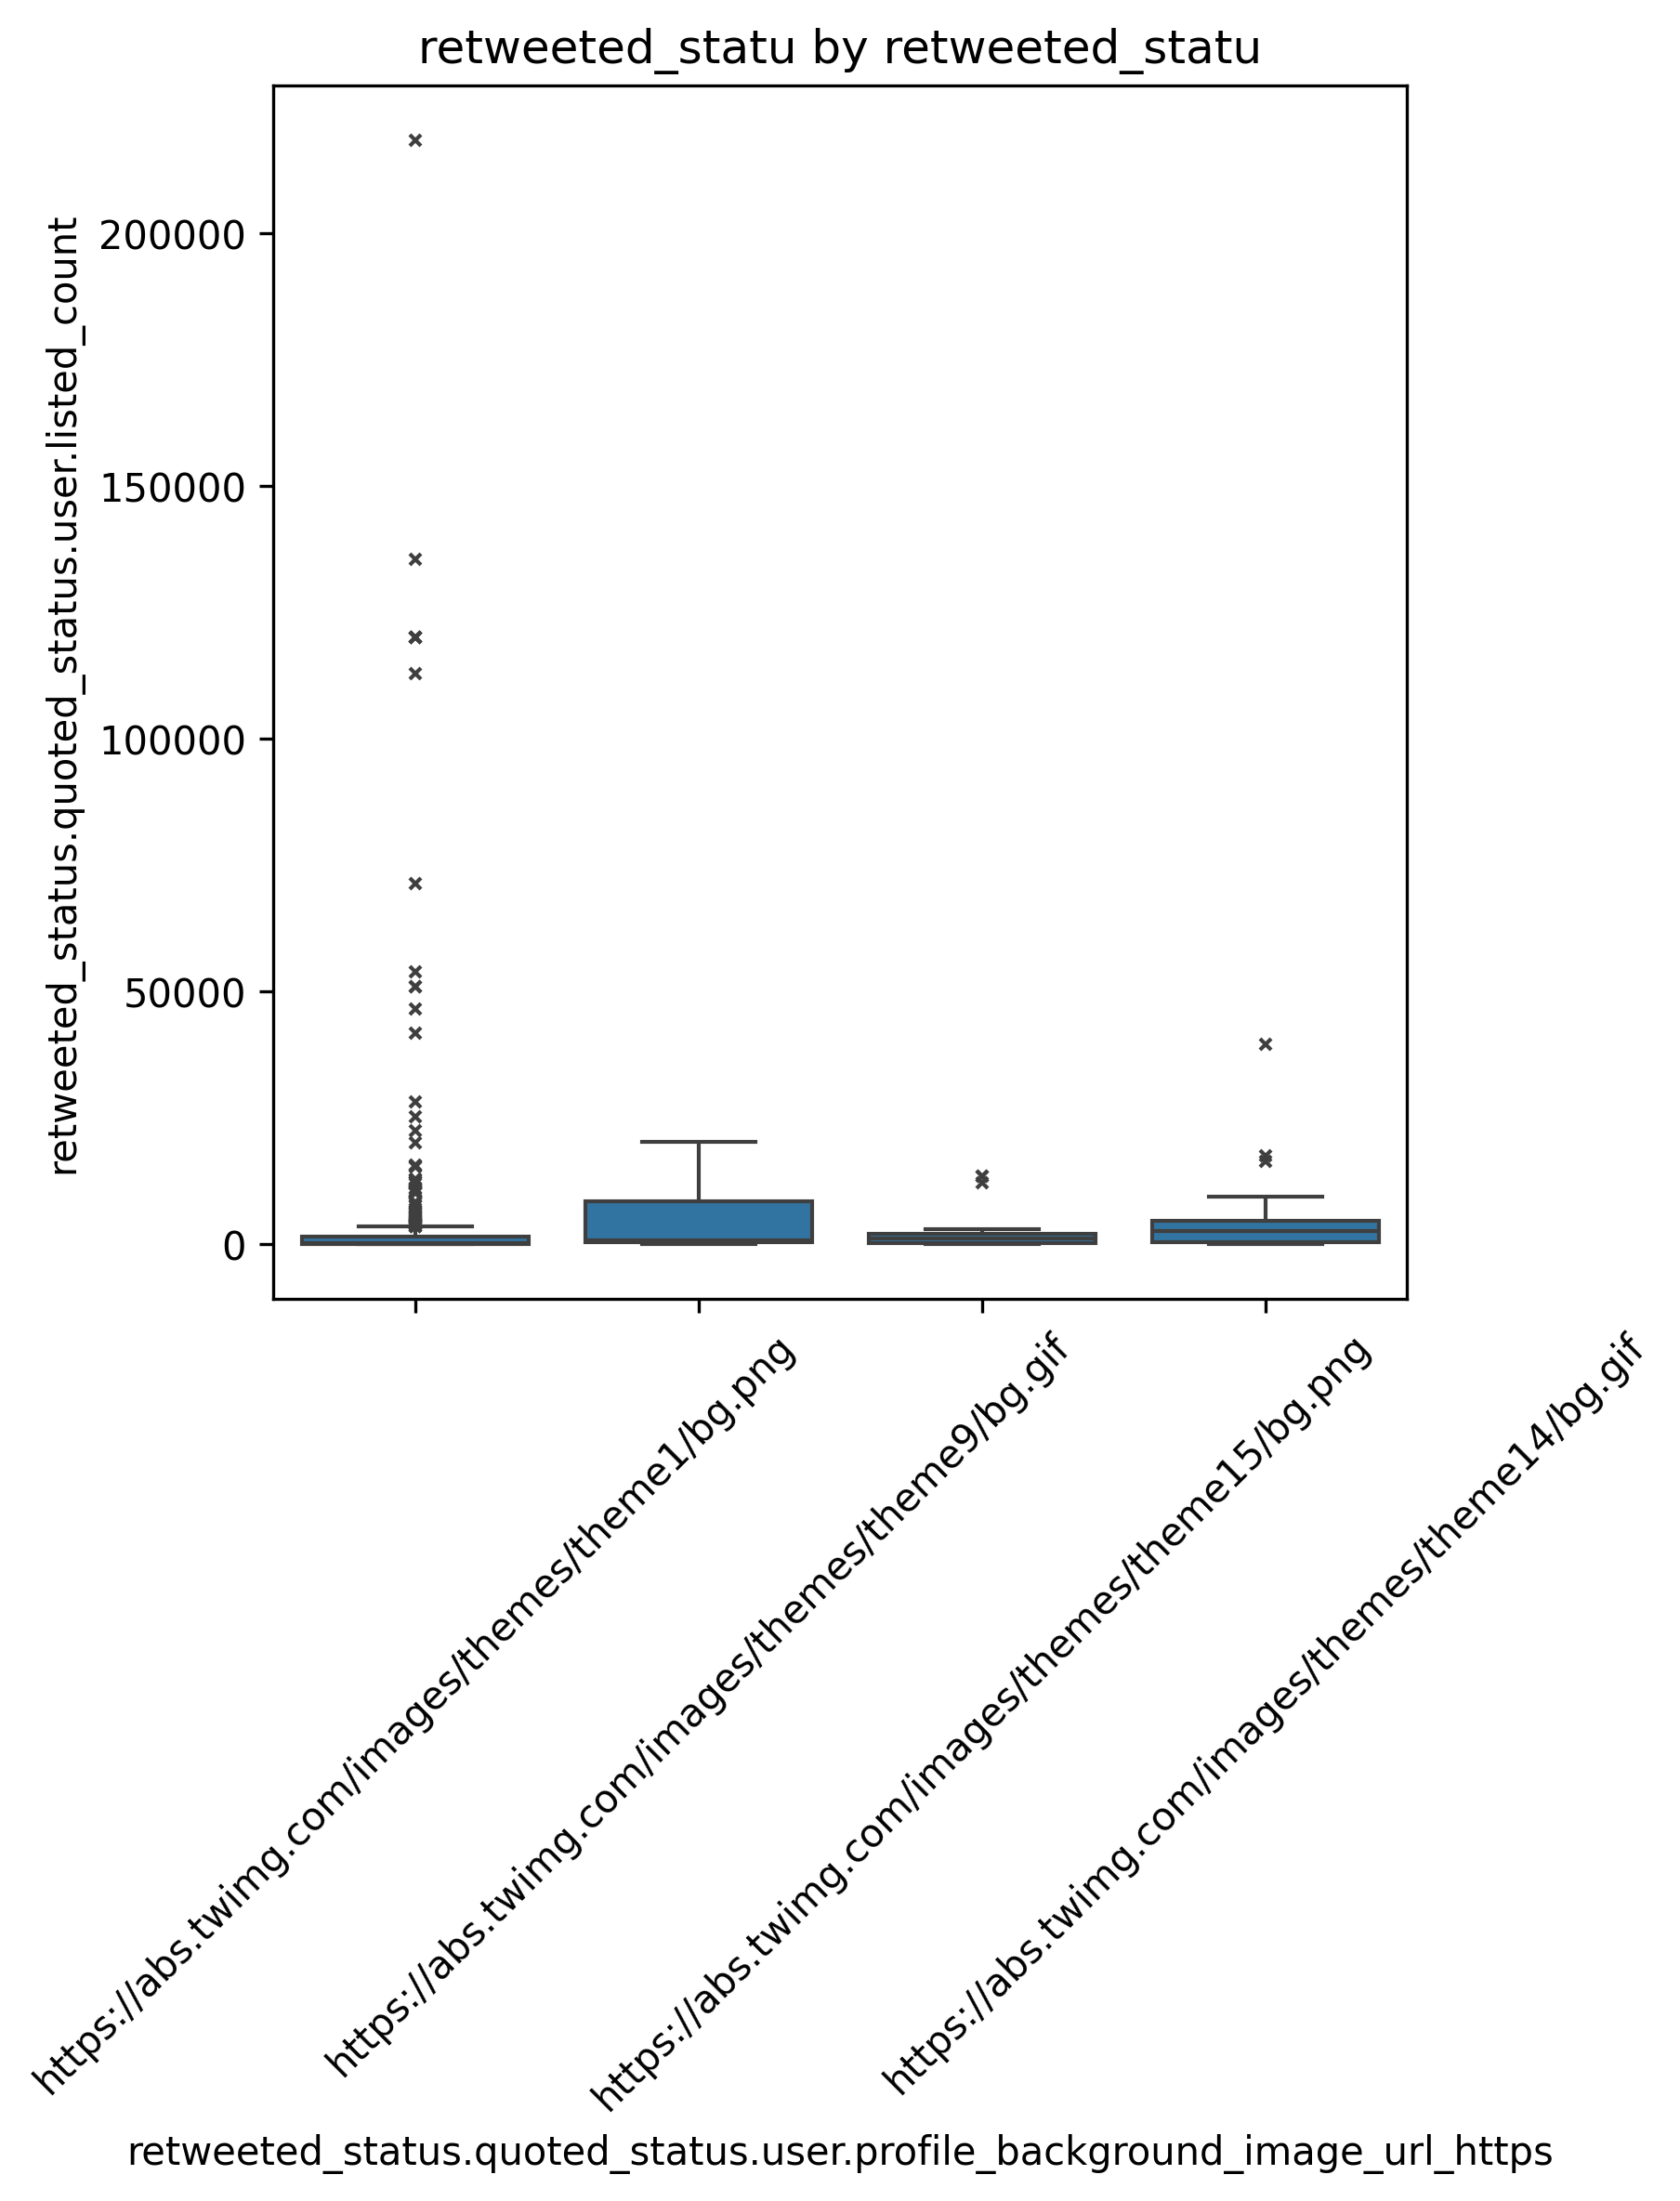 retweeted_statu by retweeted_statu
retweeted_status.quoted_status.user.listed_count
200000
150000
100000
50000
0
https://abs.twimg.com/images/themes/theme1/bg.png
https://abs.twimg.com/images/themes/theme9/bg.gif
https://abs.twimg.com/images/themes/theme15/bg.png
https://abs.twimg.com/images/themes/theme14/bg.gif
retweeted_status.quoted_status.user.profile_background_image_url_https